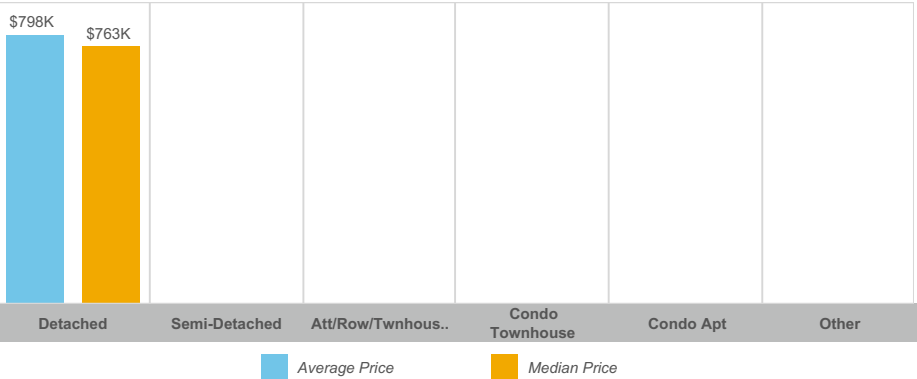 $798K
$763K
Detached
Semi-Detached
Att/Row/Twnhous..
Condo
Townhouse
Condo Apt
Other
Average Price
Median Price